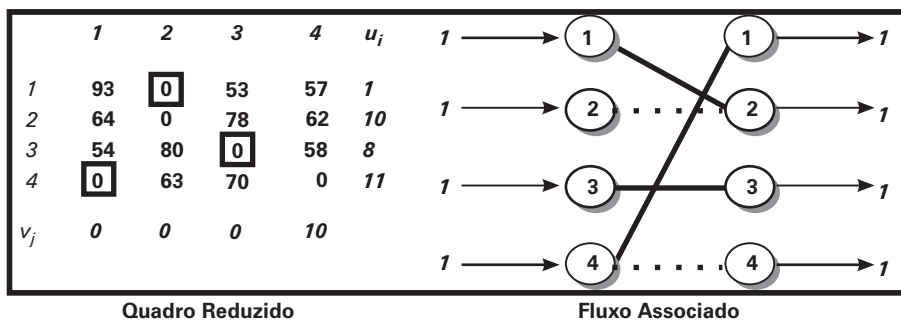 1 2 3 4 ui
1 93 0 53 57 1
2 64 0 78 62 10
3 54 80 0 58 8
4 0 63 70 0 11
vj 0 0 0 10
1 1 1 1
1 2 2 1
1 3 3 1
1 4 4 1
Quadro Reduzido
Fluxo Associado